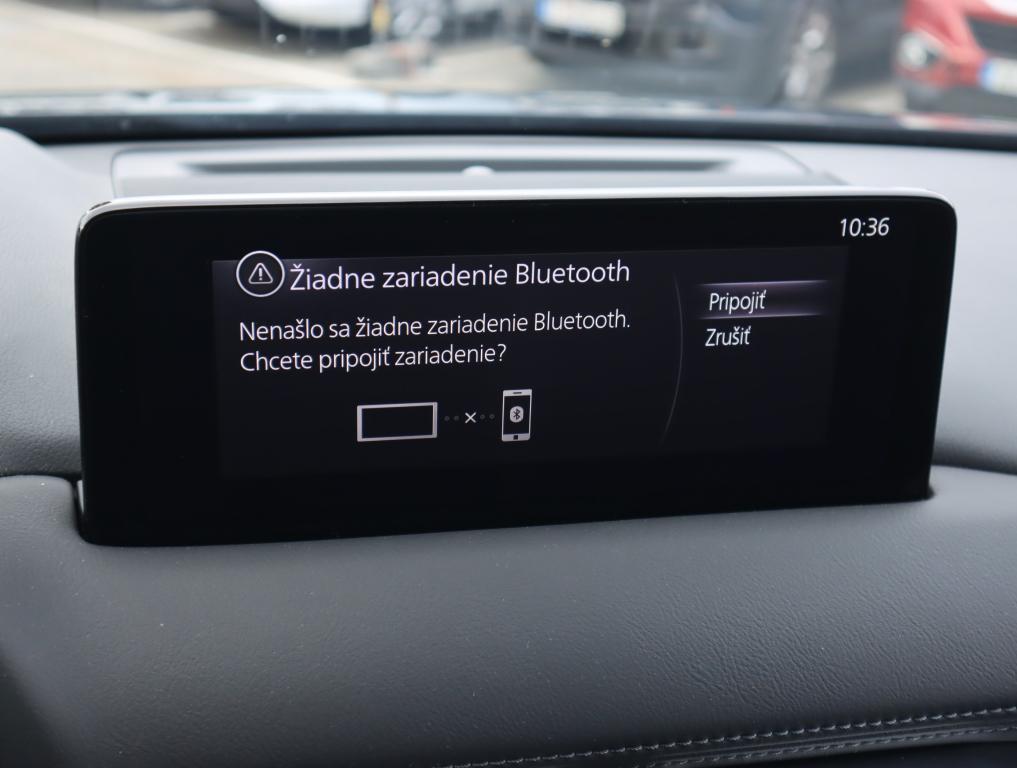 10:36
Žiadne zariadenie Bluetooth
Nenašlo sa žiadne zariadenie Bluetooth.
Chcete pripojiť zariadenie?
Pripojiť
Zrušiť